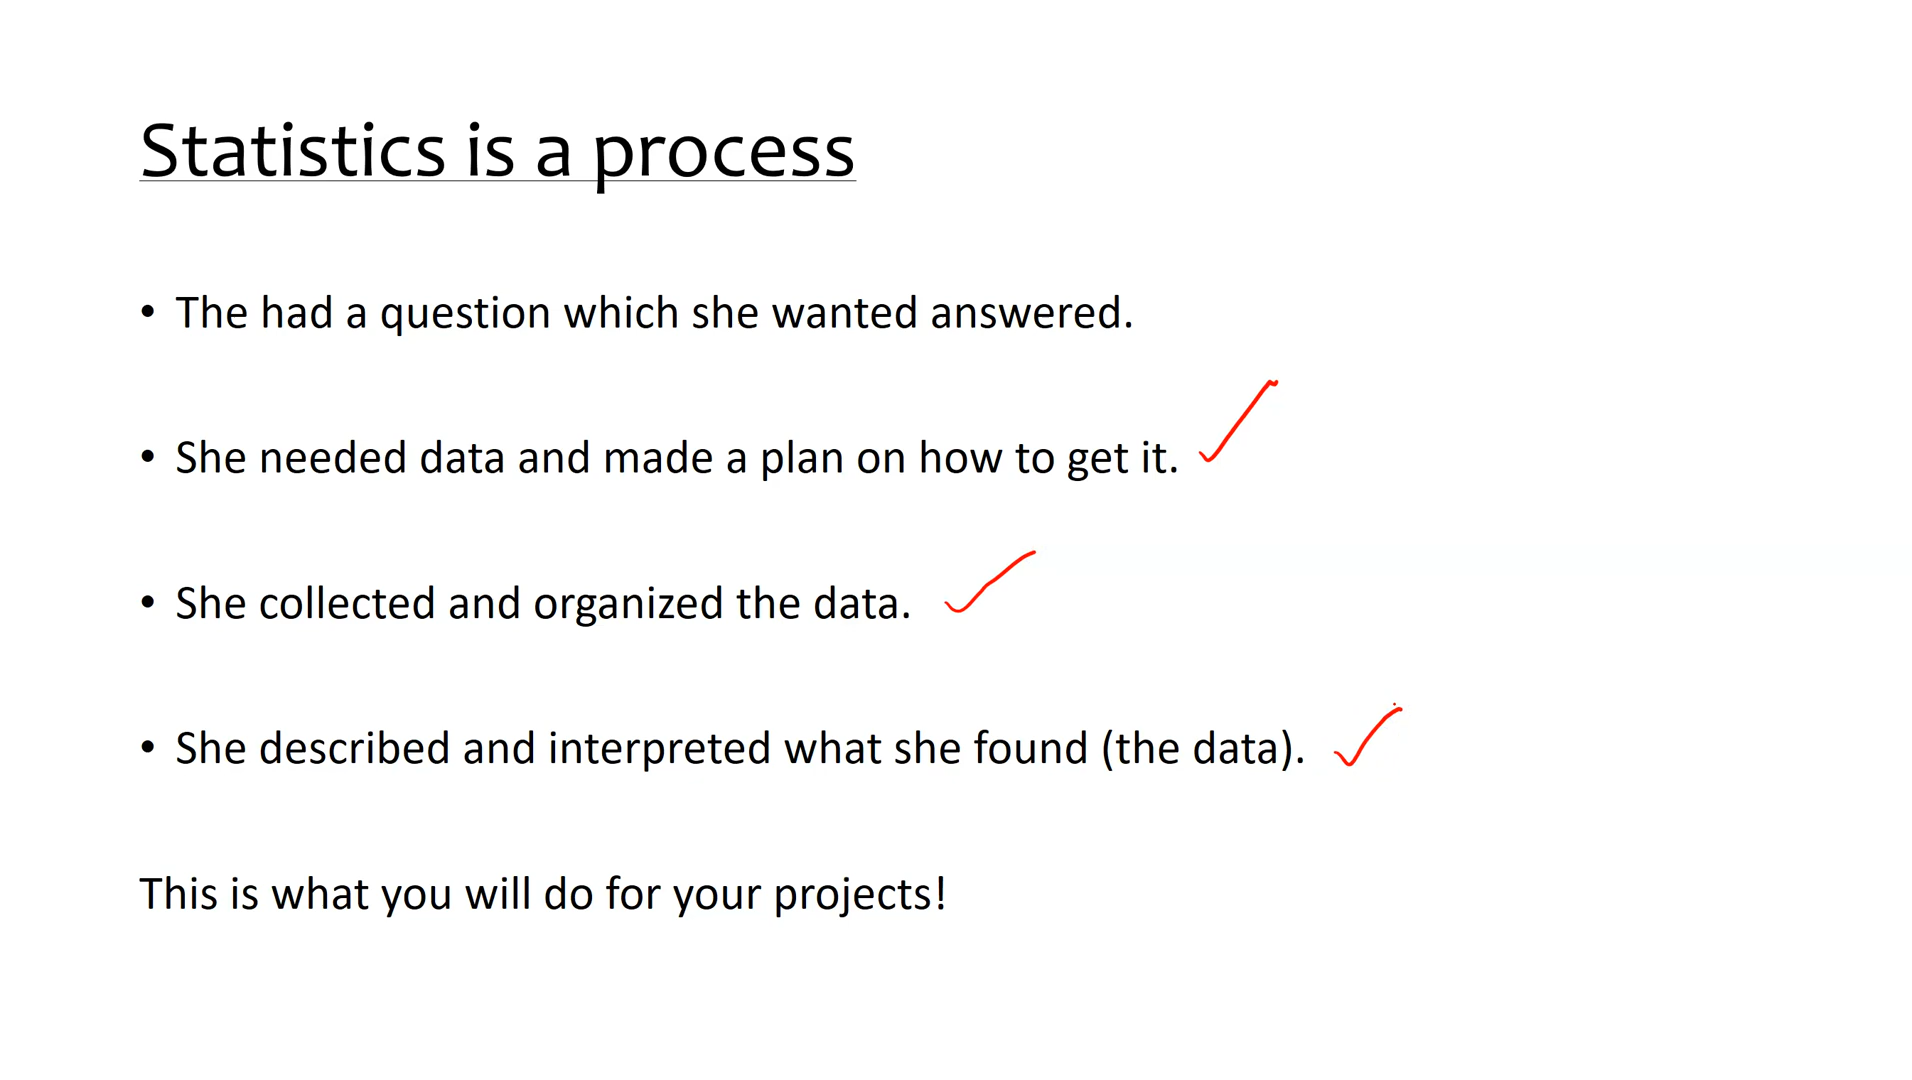 Statistics is a process
• The had a question which she wanted answered.
• She needed data and made a plan on how to get it.
• She collected and organized the data.
• She described and interpreted what she found (the data).
This is what you will do for your projects!